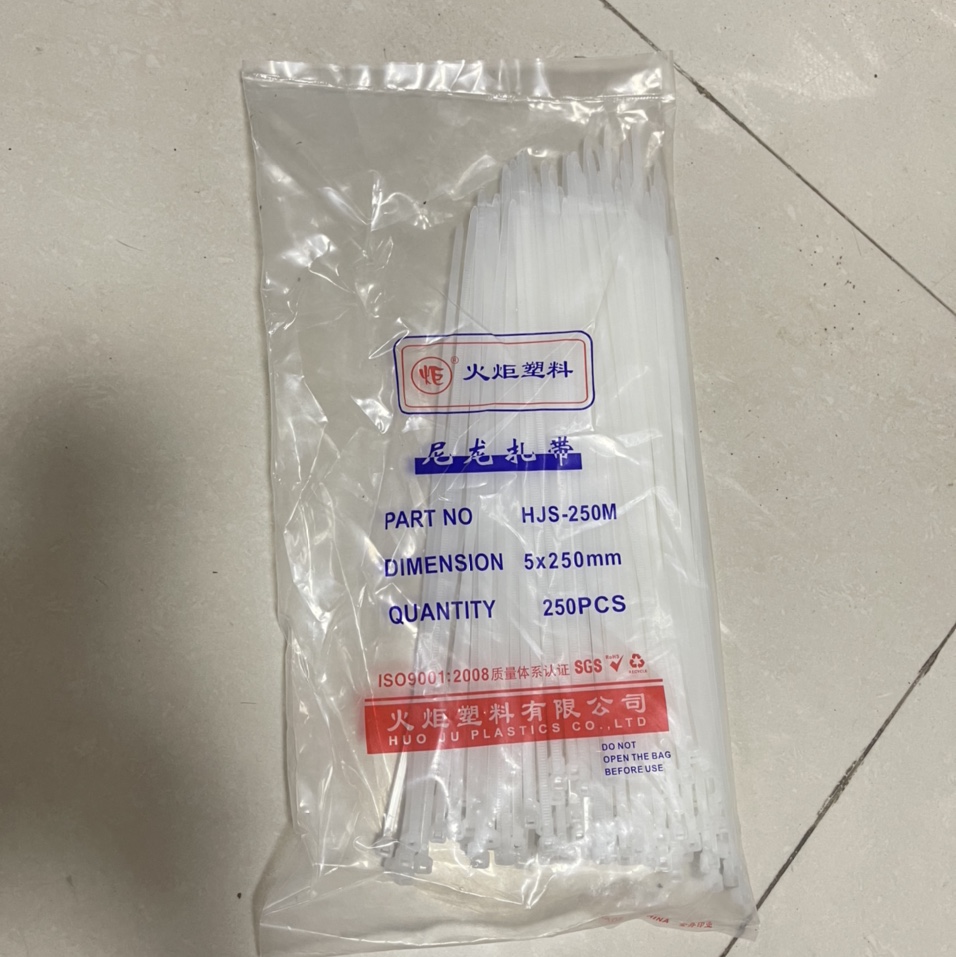 炬® 火炬塑料
尼龙扎带
PART NO HJS-250M
DIMENSION 5x250mm
QUANTITY 250PCS
ISO9001:2008质量体系认证 SGS RoHS
火炬塑料有限公司
HUO JU PLASTICS CO.,LTD
DO NOT
OPEN THE BAG
BEFORE USE